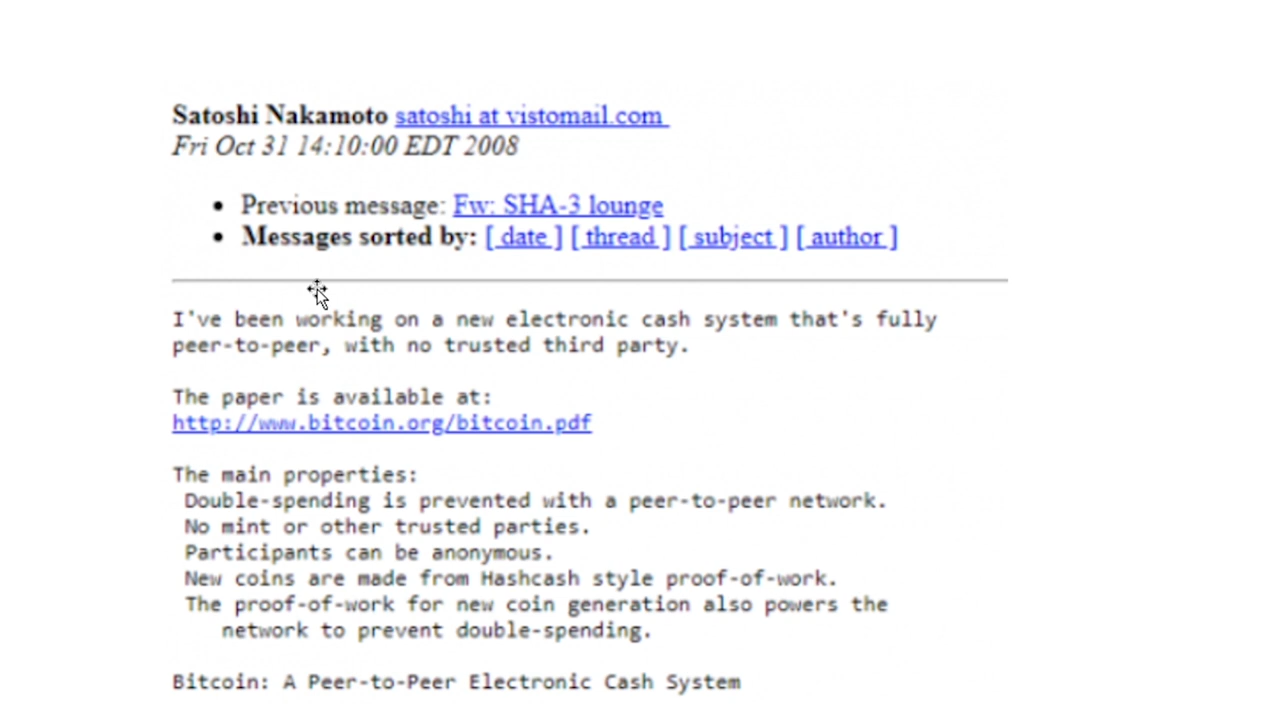 Satoshi Nakamoto satoshi at vistomail.com
Fri Oct 31 14:10:00 EDT 2008
• Previous message: Fw: SHA-3 lounge
• Messages sorted by: [ date ] [ thread ] [ subject ] [ author ]
I've been working on a new electronic cash system that's fully
peer-to-peer, with no trusted third party.
The paper is available at:
http://www.bitcoin.org/bitcoin.pdf
The main properties:
Double-spending is prevented with a peer-to-peer network.
No mint or other trusted parties.
Participants can be anonymous.
New coins are made from Hashcash style proof-of-work.
The proof-of-work for new coin generation also powers the
network to prevent double-spending.
Bitcoin: A Peer-to-Peer Electronic Cash System